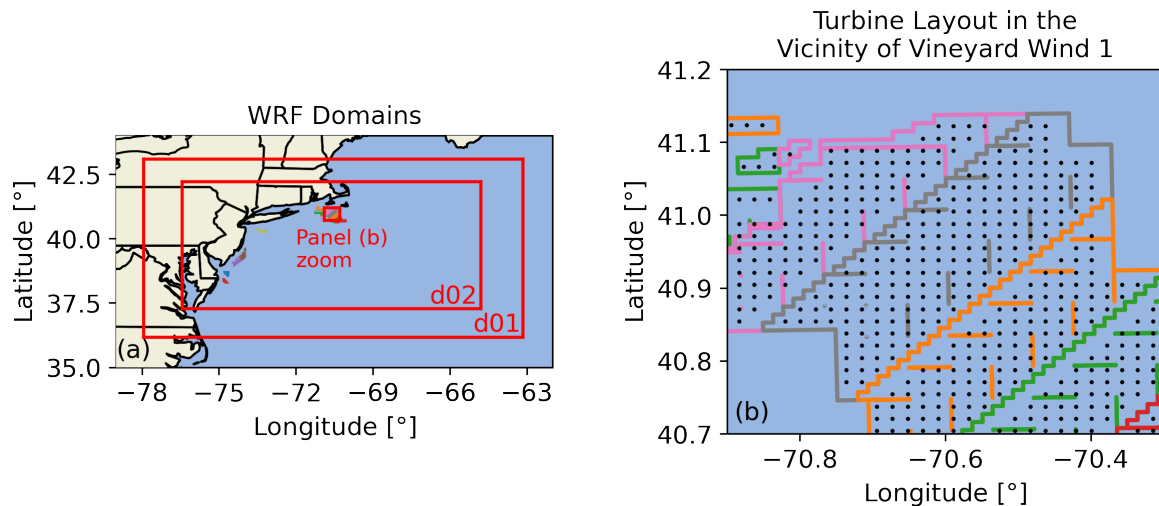 WRF Domains
42.5
40.0
37.5
35.0
Latitude [°]
Panel (b)
zoom
d02
d01
(a)
−78
−75
−72
−69
−66
−63
Longitude [°]
Turbine Layout in the
Vicinity of Vineyard Wind 1
41.2
41.1
41.0
40.9
40.8
40.7
Latitude [°]
(b)
−70.8
−70.6
−70.4
Longitude [°]